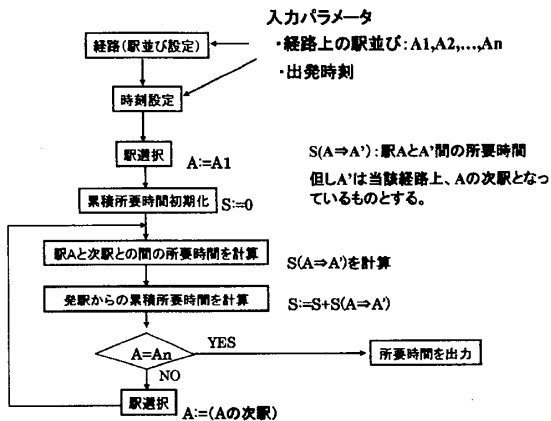 入力パラメータ
経路(駅並び設定)
・経路上の駅並び:A1,A2,...,An
・出発時刻
時刻設定
駅選択
A:=A1
S(A⇒A'):駅AとA'間の所要時間
但しA'は当該経路上、Aの次駅となっ
ているものとする。
累積所要時間初期化
S:=0
駅Aと次駅との間の所要時間を計算
S(A⇒A')を計算
発駅からの累積所要時間を計算
S:=S+S(A⇒A')
A=An
YES
所要時間を出力
NO
駅選択
A:=(Aの次駅)